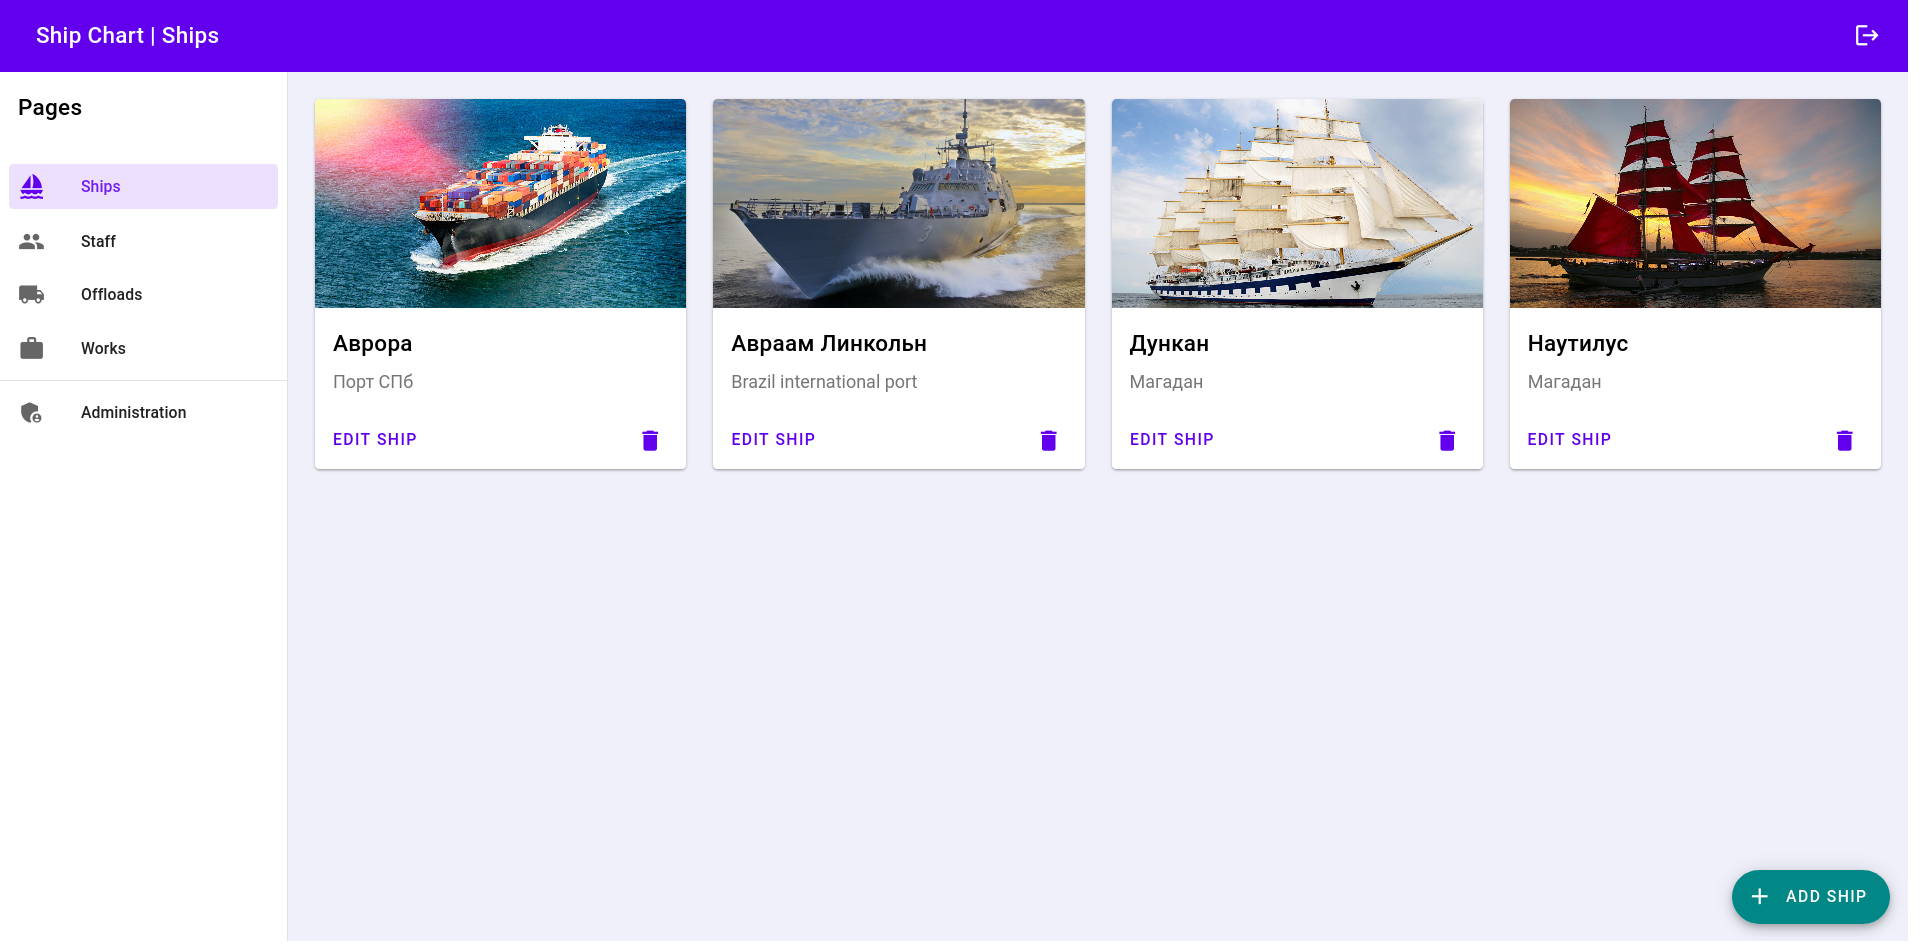 Ship Chart | Ships
Pages
Ships
Staff
Offloads
Works
Administration
Аврора
Порт СПб
EDIT SHIP
3
Авраам Линкольн
Brazil international port
EDIT SHIP
Дункан
Магадан
EDIT SHIP
Наутилус
Магадан
EDIT SHIP
ADD SHIP